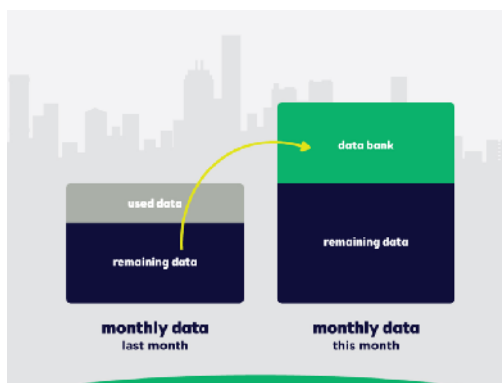 data bank
used data
remaining data
remaining data
monthly data
last month
monthly data
this month